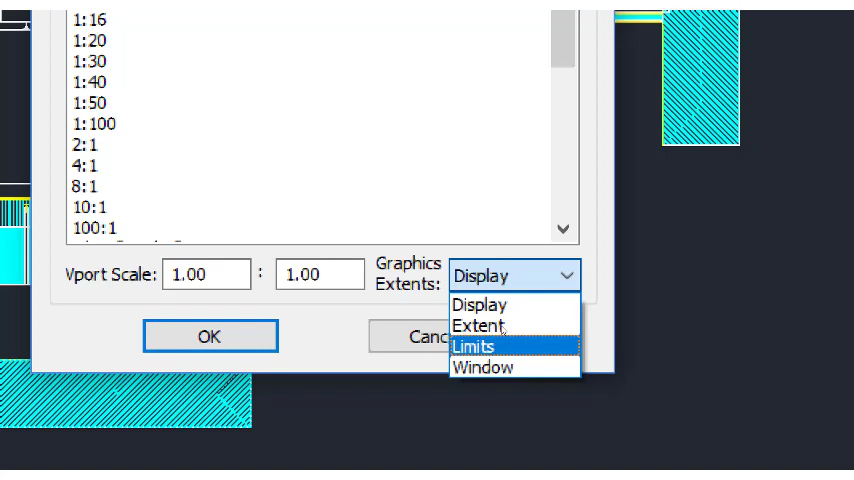 1:16
1:20
1:30
1:40
1:50
1:100
2:1
4:1
8:1
10:1
100:1
Vport Scale: 1.00 : 1.00
Graphics Extents: Display
Display
Extent
Limits
Window
OK
Canc